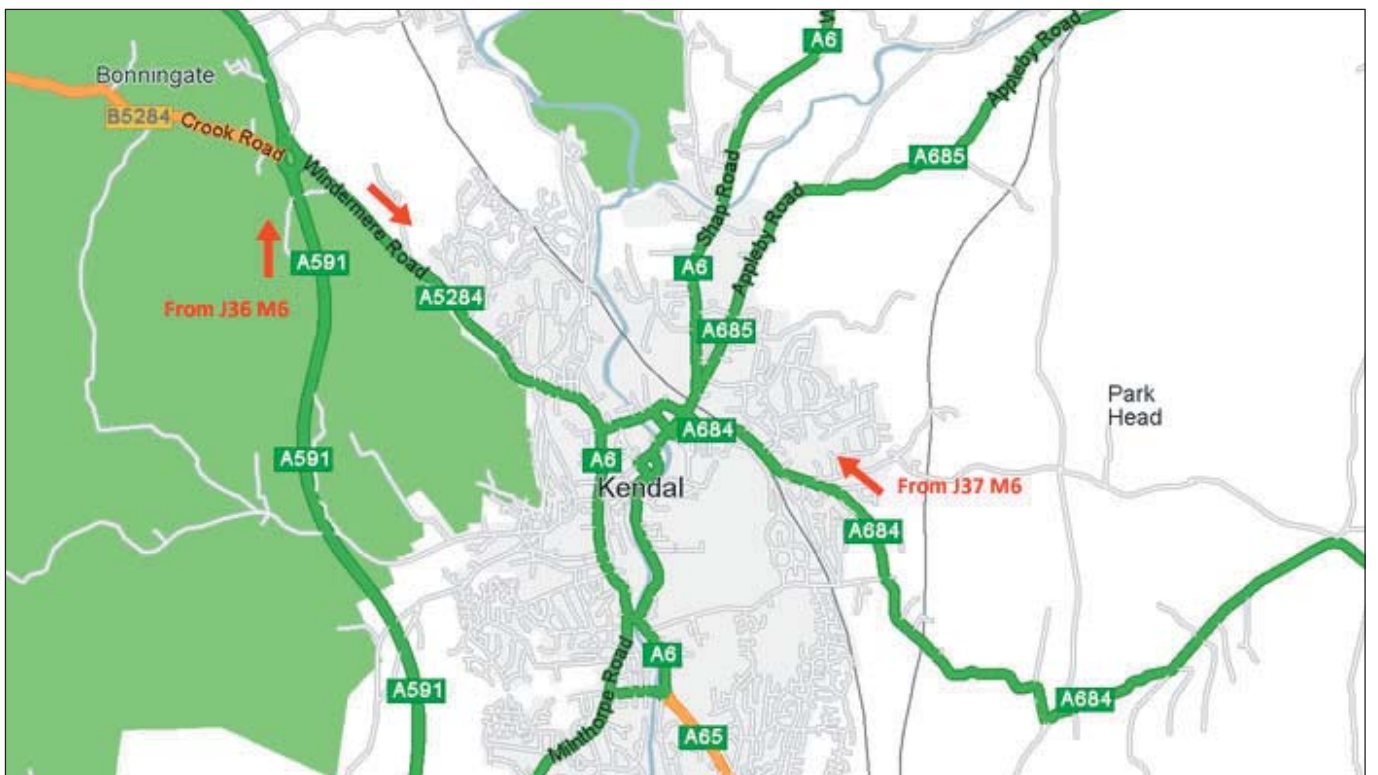 A6
Appleby Road
Bonningate
B5284
Crook Road
A685
Windermere Road
Shap Road
Appleby Road
A591
A6
From J36 M6
A5284
A685
Park
Head
A684
A591
A6
Kendal
From J37 M6
A684
A6
Milnthorpe Road
A591
A684
A65